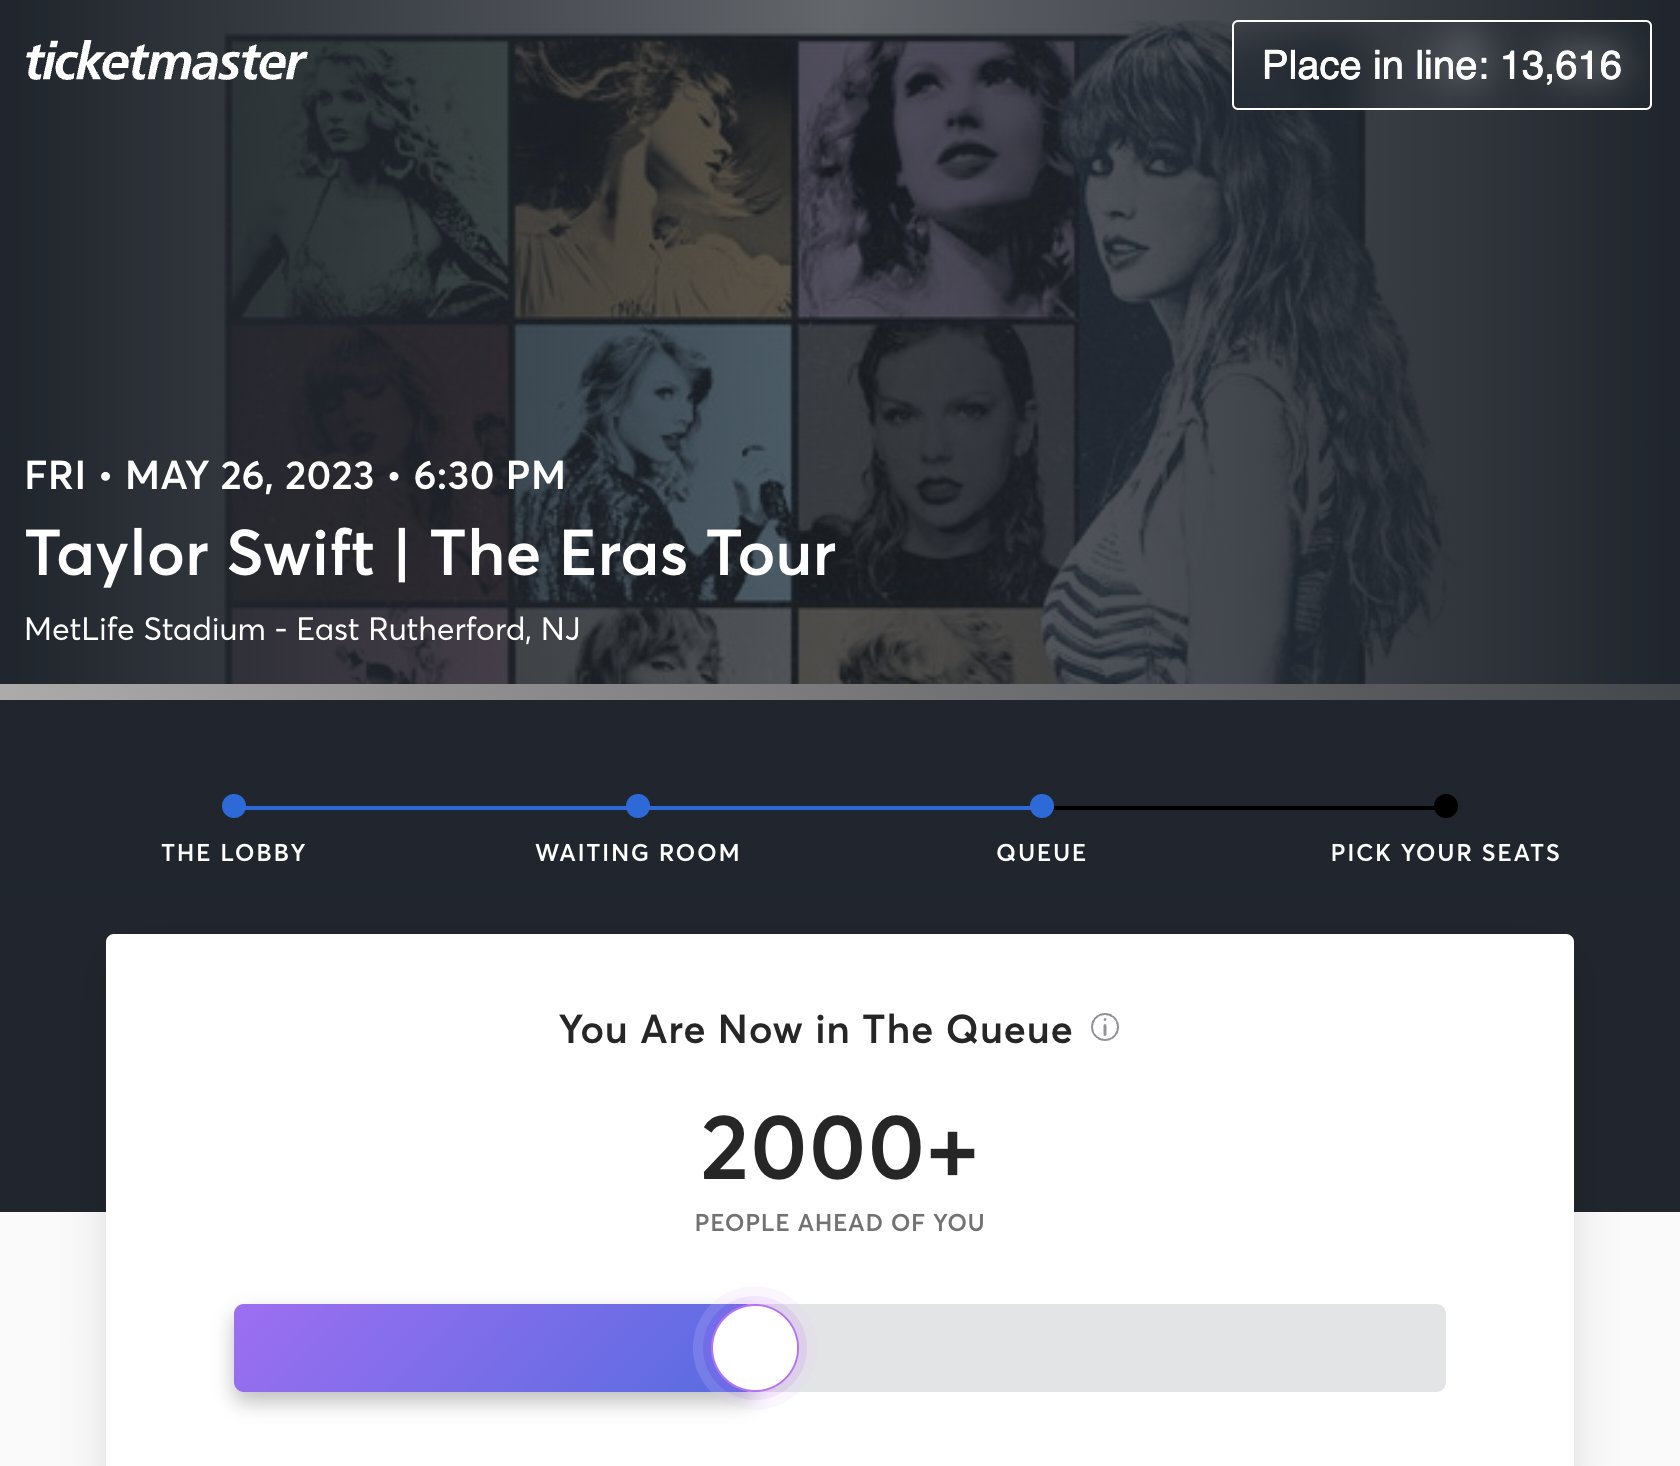 ticketmaster
Place in line: 13,616
FRI • MAY 26, 2023 • 6:30 PM
Taylor Swift | The Eras Tour
MetLife Stadium - East Rutherford, NJ
THE LOBBY
WAITING ROOM
QUEUE
PICK YOUR SEATS
You Are Now in The Queue
2000+
PEOPLE AHEAD OF YOU